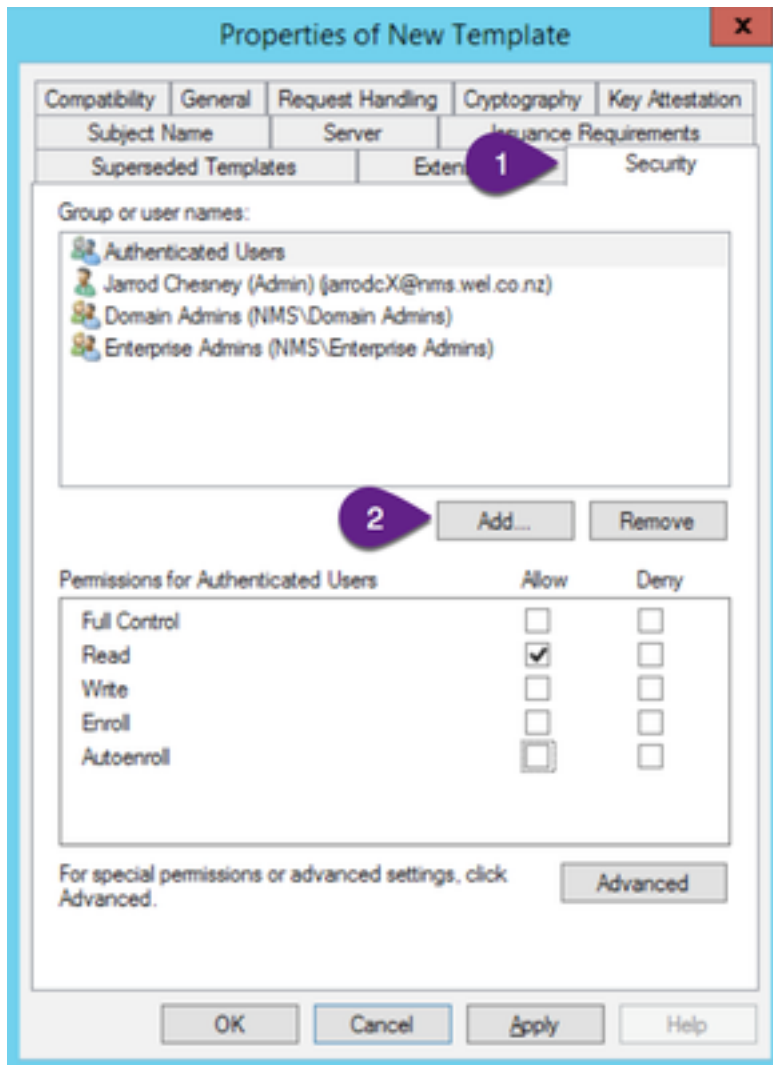 Properties of New Template
x
Compatibility General Request Handling Cryptography Key Attestation
Subject Name Server Issuance Requirements
Superseded Templates 1 Security
Group or user names:
Authenticated Users
Jarrod Chesney (Admin) (jarrodcX@nms.wel.co.nz)
Domain Admins (NMS\Domain Admins)
Enterprise Admins (NMS\Enterprise Admins)
2 Add... Remove
Permissions for Authenticated Users Allow Deny
Full Control
Read
Write
Enroll
Autoenroll
For special permissions or advanced settings, click Advanced
Advanced.
OK Cancel Apply Help